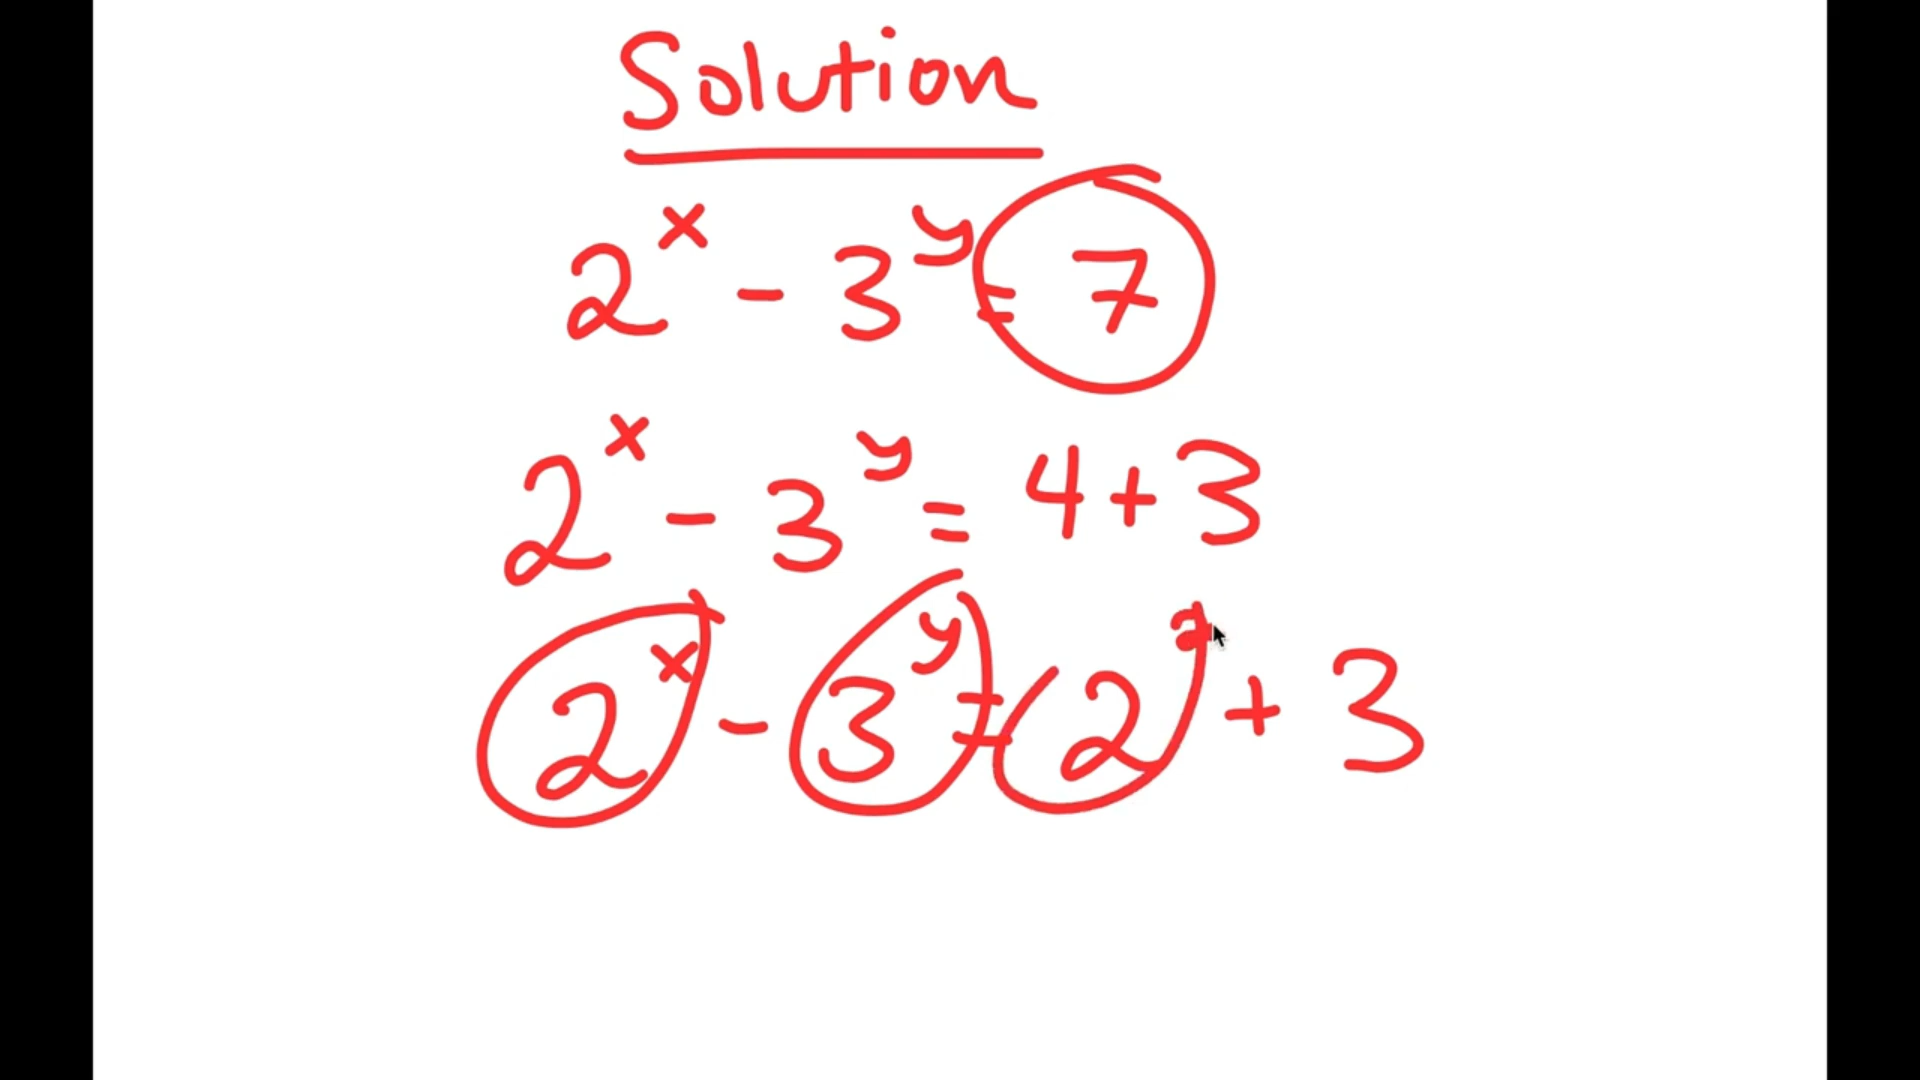 Solution
2^x - 3^y = 7
2^x - 3^y = 4 + 3
2^x - 3^y = 2^2 + 3